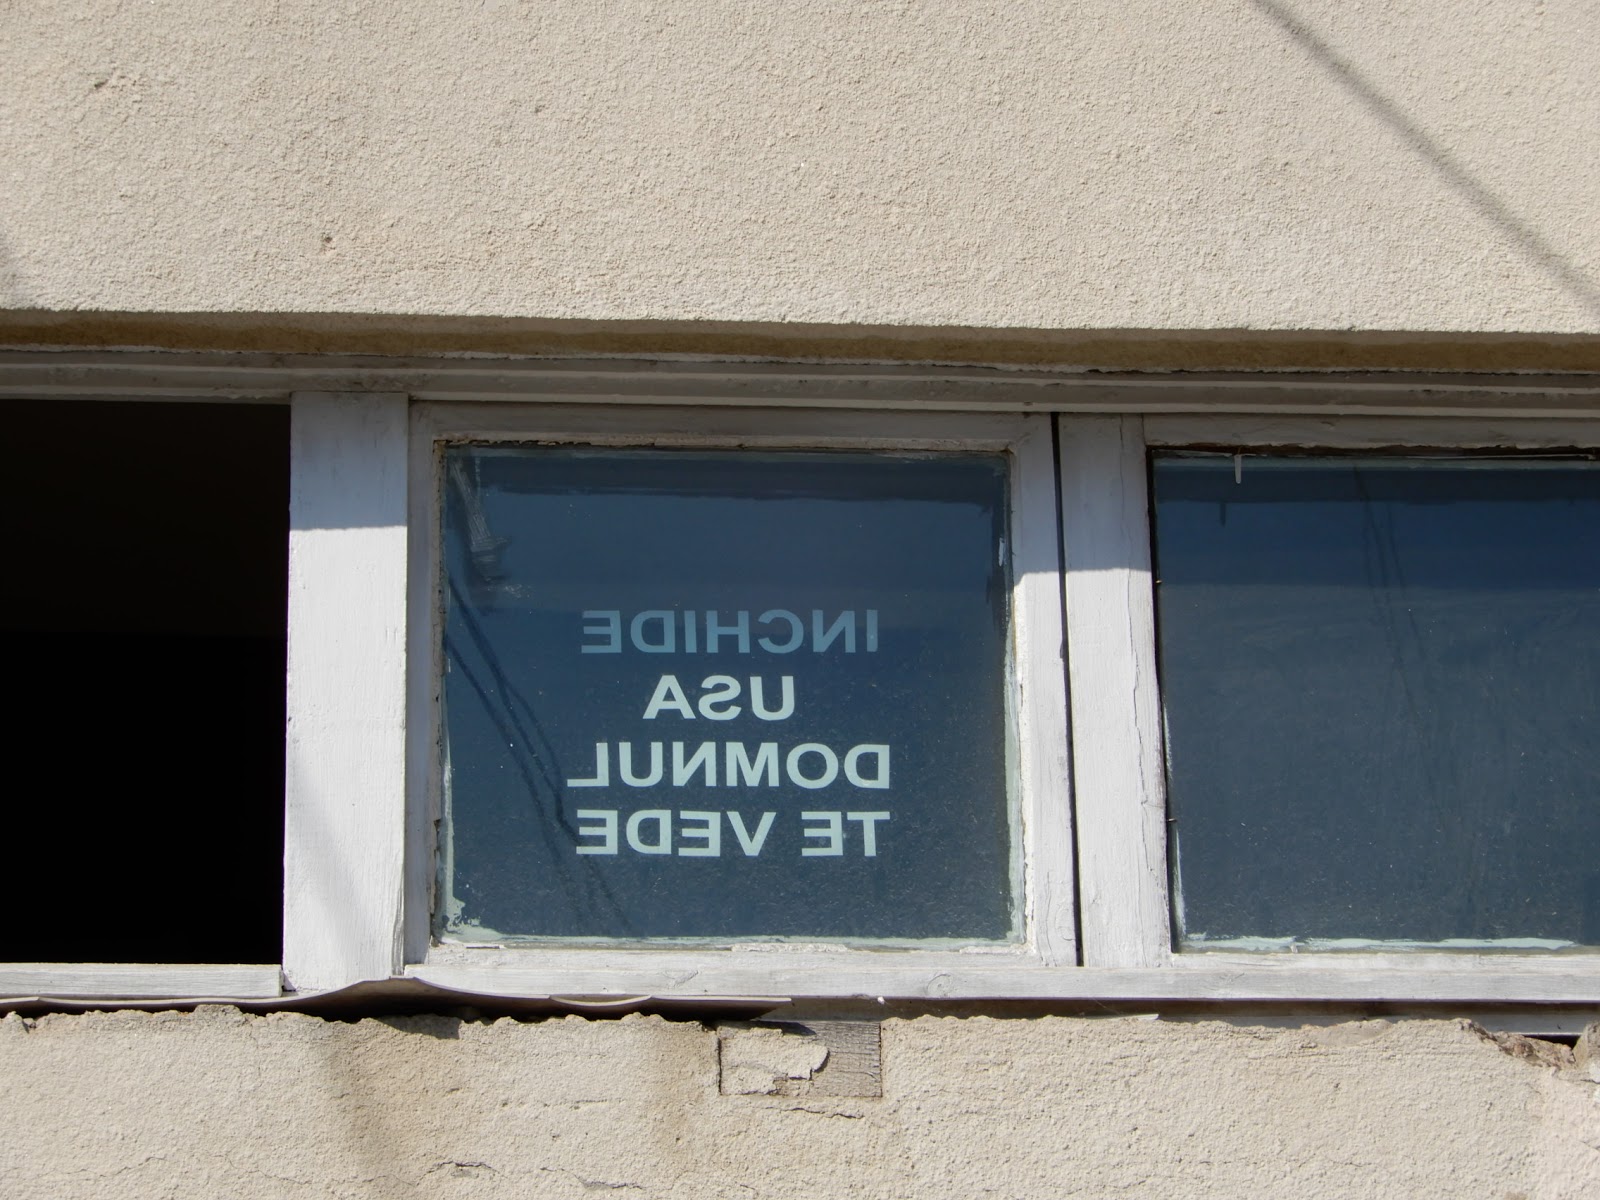 INCHIDE
USA
DOMNUL
TE VEDE